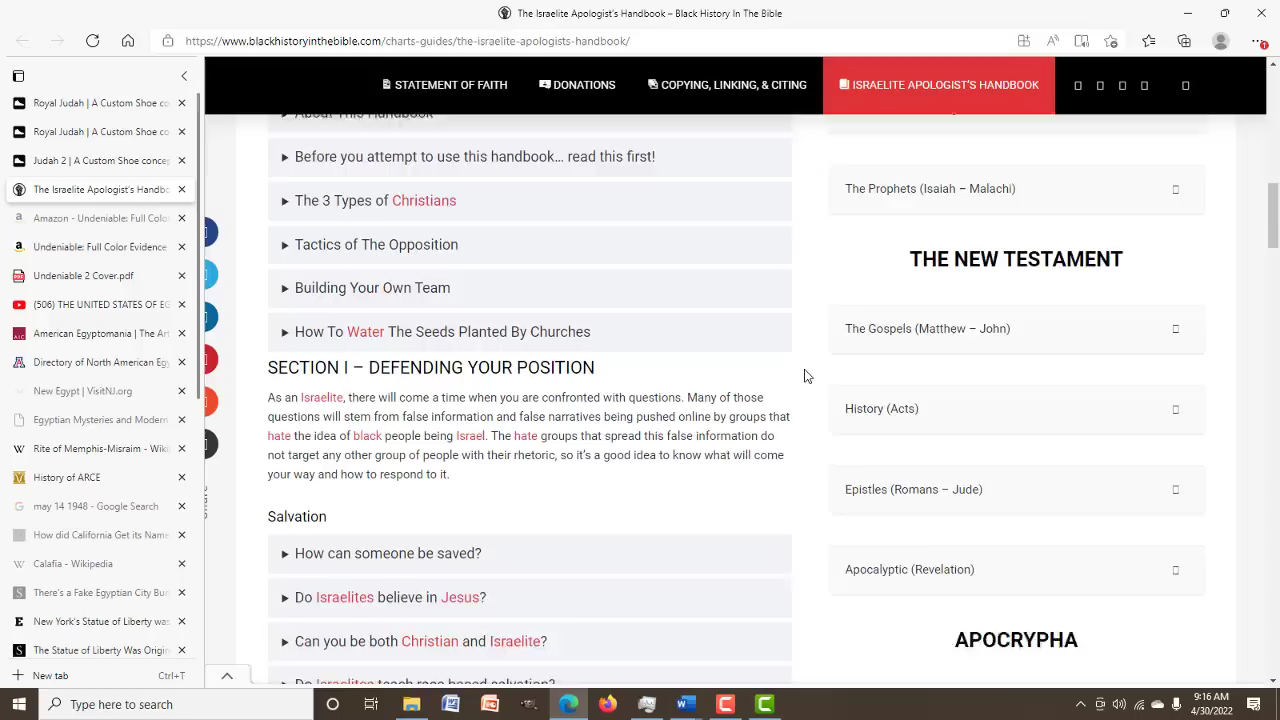 The Israelite Apologist's Handbook – Black History In The Bible
https://www.blackhistoryinthebible.com/charts-guides/the-israelite-apologists-handbook/
Royal Judah | A Custom Shoe co
Royal Judah | A Custom Shoe co
Judah 2 | A Custom Shoe concep
The Israelite Apologist's Handbo
Amazon - Undeniable: Full Color
Undeniable: Full Color Evidence
Undeniable 2 Cover.pdf
(506) THE UNITED STATES OF EG
American Egyptomania | The Art
Directory of North American Eg
New Egypt | VisitNJ.org
Egyptian Mysteries and Modern
Rite of Memphis-Misraim - Wiki
History of ARCE
may 14 1948 - Google Search
How did California Get its Name
Calafia - Wikipedia
There's a Fake Egyptian City Bur
New York's Statue of Liberty was
The Statue of Liberty Was Origin
New tab Ctrl+T
STATEMENT OF FAITH DONATIONS COPYING, LINKING, & CITING ISRAELITE APOLOGIST'S HANDBOOK
About This Handbook
Before you attempt to use this handbook… read this first!
The 3 Types of Christians
Tactics of The Opposition
Building Your Own Team
How To Water The Seeds Planted By Churches
SECTION I – DEFENDING YOUR POSITION
As an Israelite, there will come a time when you are confronted with questions. Many of those
questions will stem from false information and false narratives being pushed online by groups that
hate the idea of black people being Israel. The hate groups that spread this false information do
not target any other group of people with their rhetoric, so it's a good idea to know what will come
your way and how to respond to it.
Salvation
How can someone be saved?
Do Israelites believe in Jesus?
Can you be both Christian and Israelite?
Do Israelites teach race based salvation?
The Prophets (Isaiah – Malachi)
THE NEW TESTAMENT
The Gospels (Matthew – John)
History (Acts)
Epistles (Romans – Jude)
Apocalyptic (Revelation)
APOCRYPHA
Type here to search
9:16 AM
4/30/2022